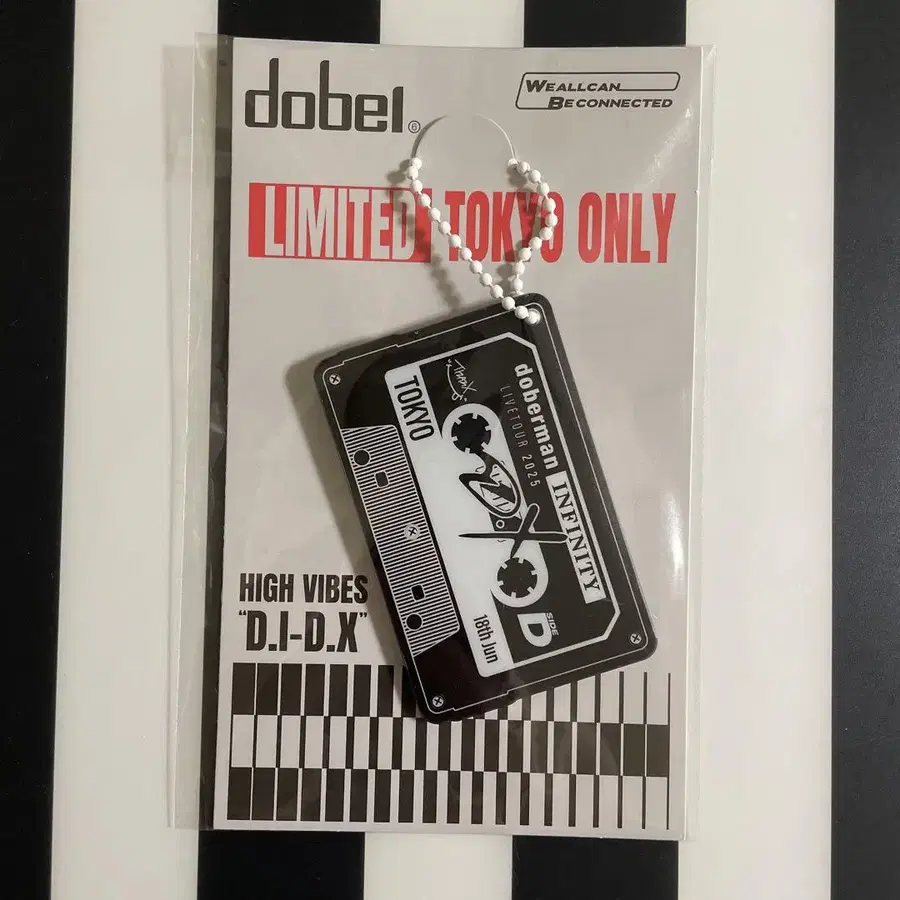 dobel
®
WEALLCAN
BECONNECTED
LIMITED TOKYO ONLY
doberman INFINITY
LIVETOUR 2025
TOKYO
18th Jun
SIDE
D
HIGH VIBES
"D.I-D.X"